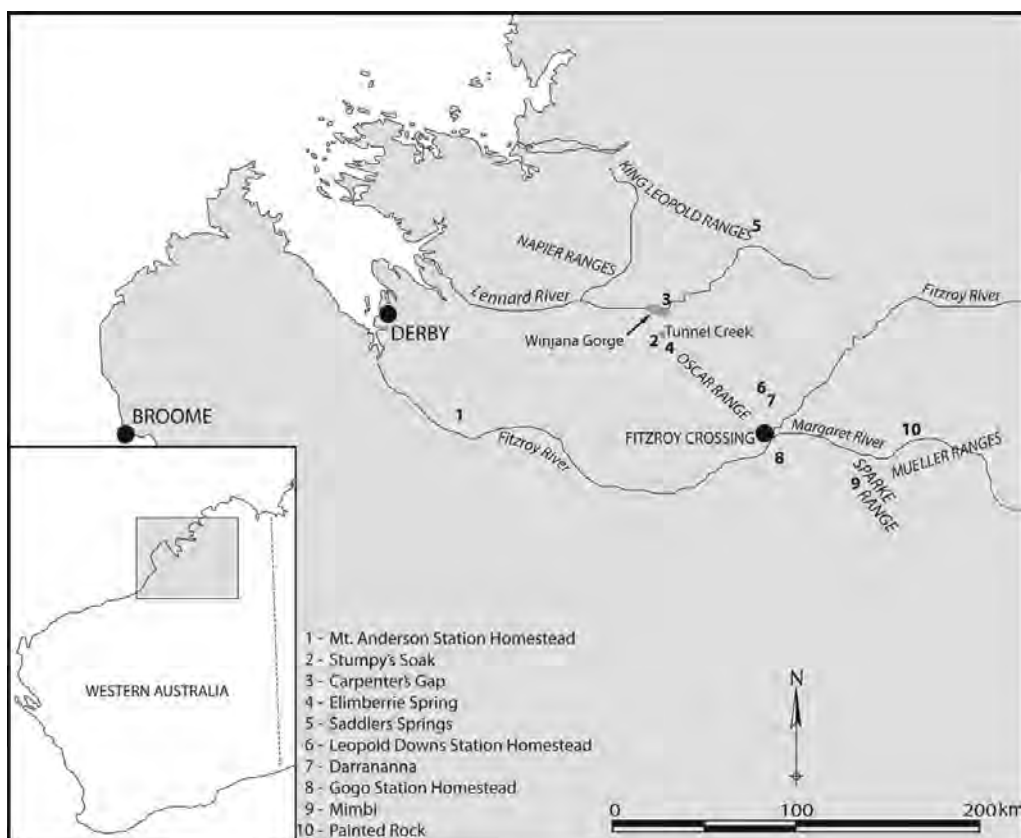 KING LEOPOLD RANGES
5
NAPIER RANGES
Lennard River
3
Fitzroy River
DERBY
Winjana Gorge
2
Tunnel Creek
4
OSCAR RANGE
6
7
1
BROOME
Fitzroy River
FITZROY CROSSING
Margaret River
10
8
MUELLER RANGES
9
SPARKE
RANGE
WESTERN AUSTRALIA
1 - Mt. Anderson Station Homestead
2 - Stumpy's Soak
3 - Carpenter's Gap
4 - Elimberrie Spring
5 - Saddlers Springs
6 - Leopold Downs Station Homestead
7 - Darrananna
8 - Gogo Station Homestead
9 - Mimbi
10 - Painted Rock
N
0 100 200 km